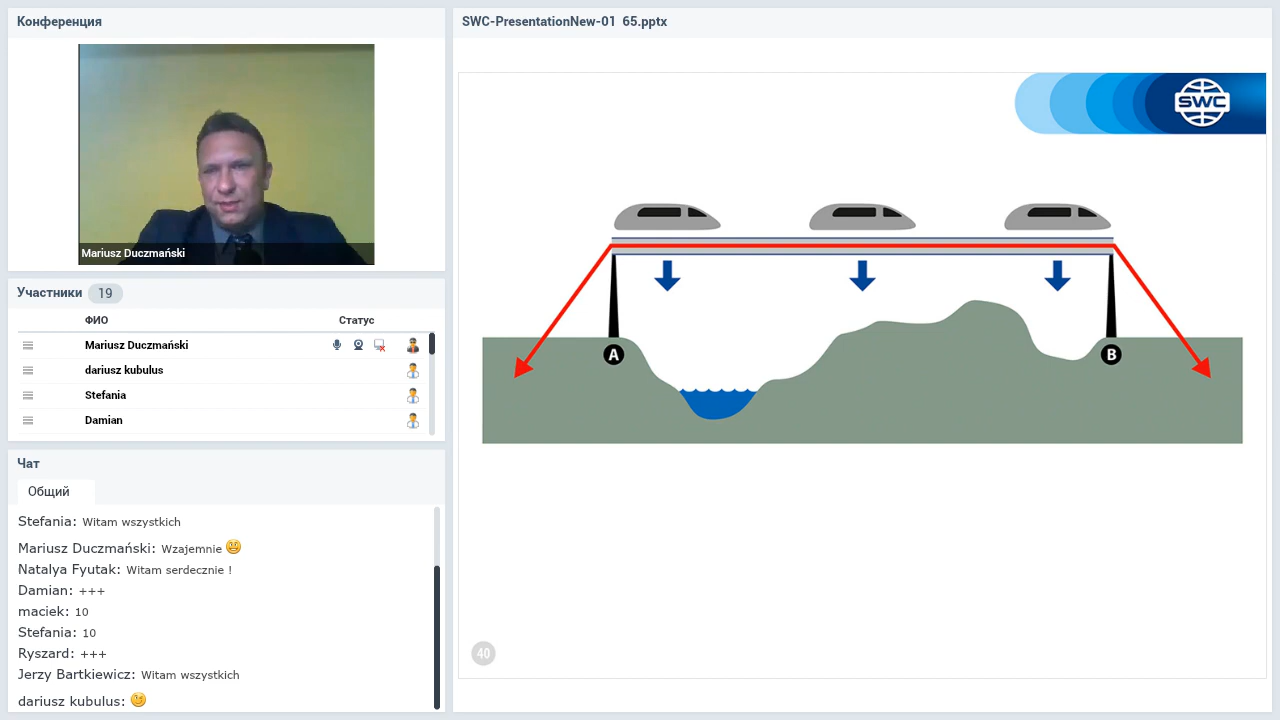 Конференция
Mariusz Duczmański
Участники 19
ФИО Статус
Mariusz Duczmański
dariusz kubulus
Stefania
Damian
Чат
Общий
Stefania: Witam wszystkich
Mariusz Duczmański: Wzajemnie
Natalya Fyutak: Witam serdecznie !
Damian: +++
maciek: 10
Stefania: 10
Ryszard: +++
Jerzy Bartkiewicz: Witam wszystkich
dariusz kubulus:
SWC-PresentationNew-01 65.pptx
SWC
A
B
40